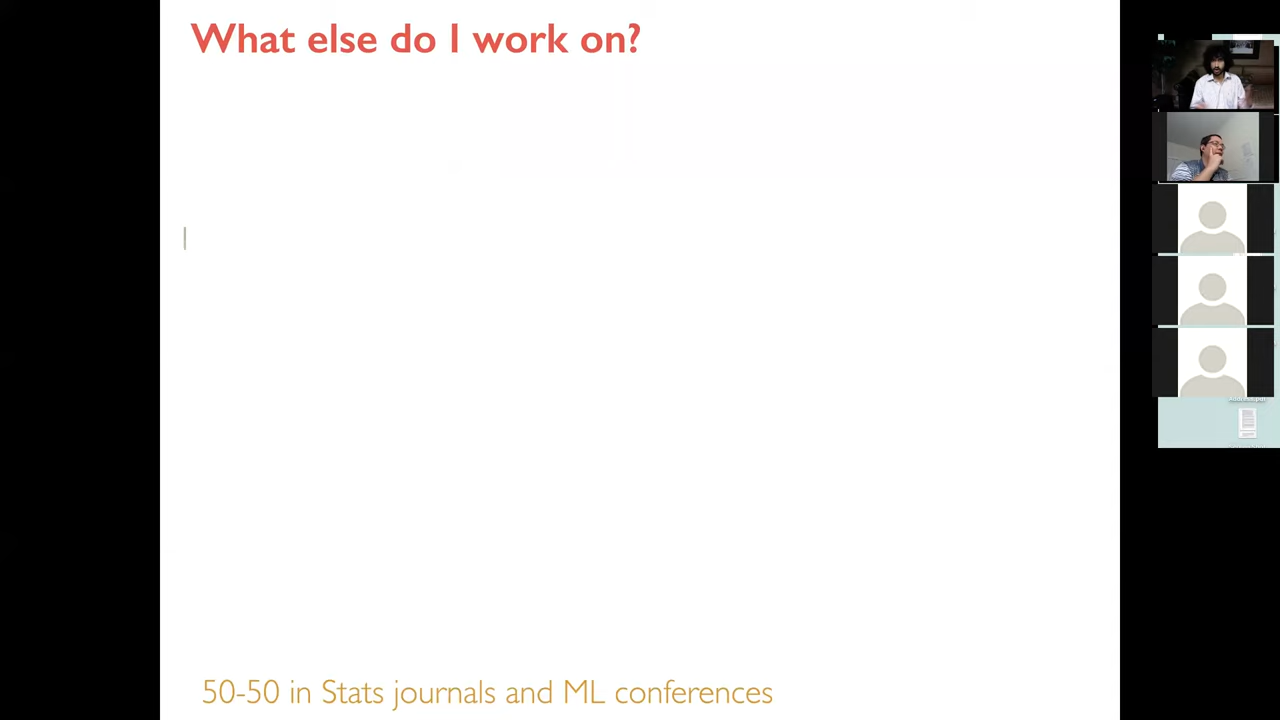 What else do I work on?
50-50 in Stats journals and ML conferences